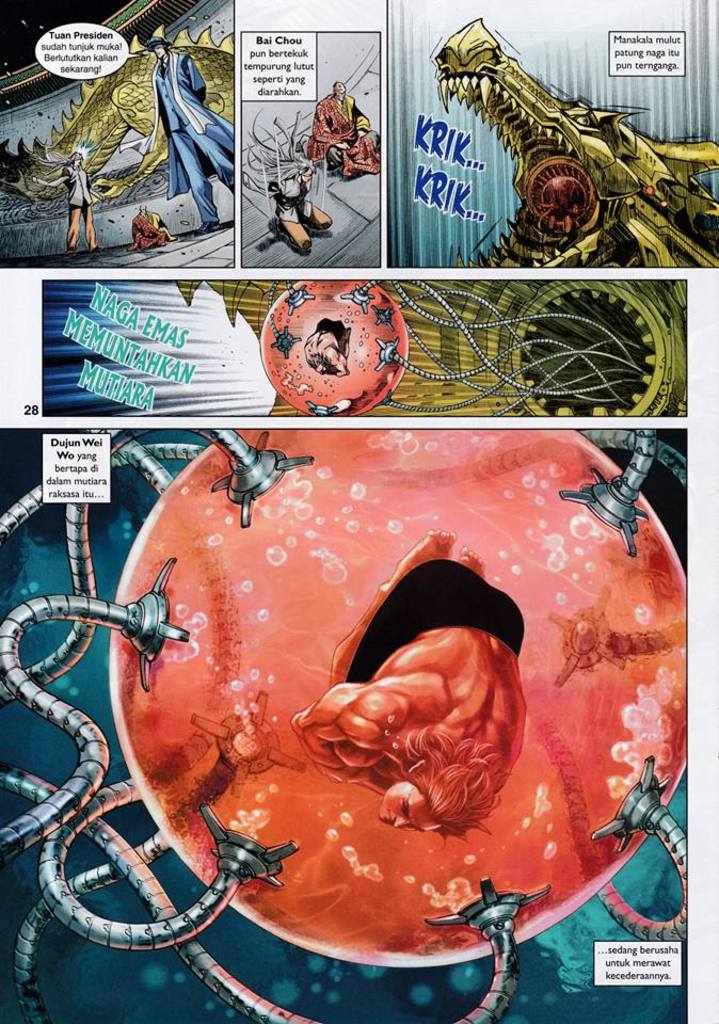 Tuan Presiden
sudah tunjuk muka!
Berlututkan kalian
sekarang!
Bai Chou
pun bertekuk
tempurung lutut
seperti yang
diarahkan.
Manakala mulut
patung naga itu
pun ternganga.
KRIK...
KRIK...
NAGA EMAS
MEMUNTAHKAN
MUTIARA
28
Dujun Wei
Wo yang
bertapa di
dalam mutiara
raksasa itu...
...sedang berusaha
untuk merawat
kecederaannya.